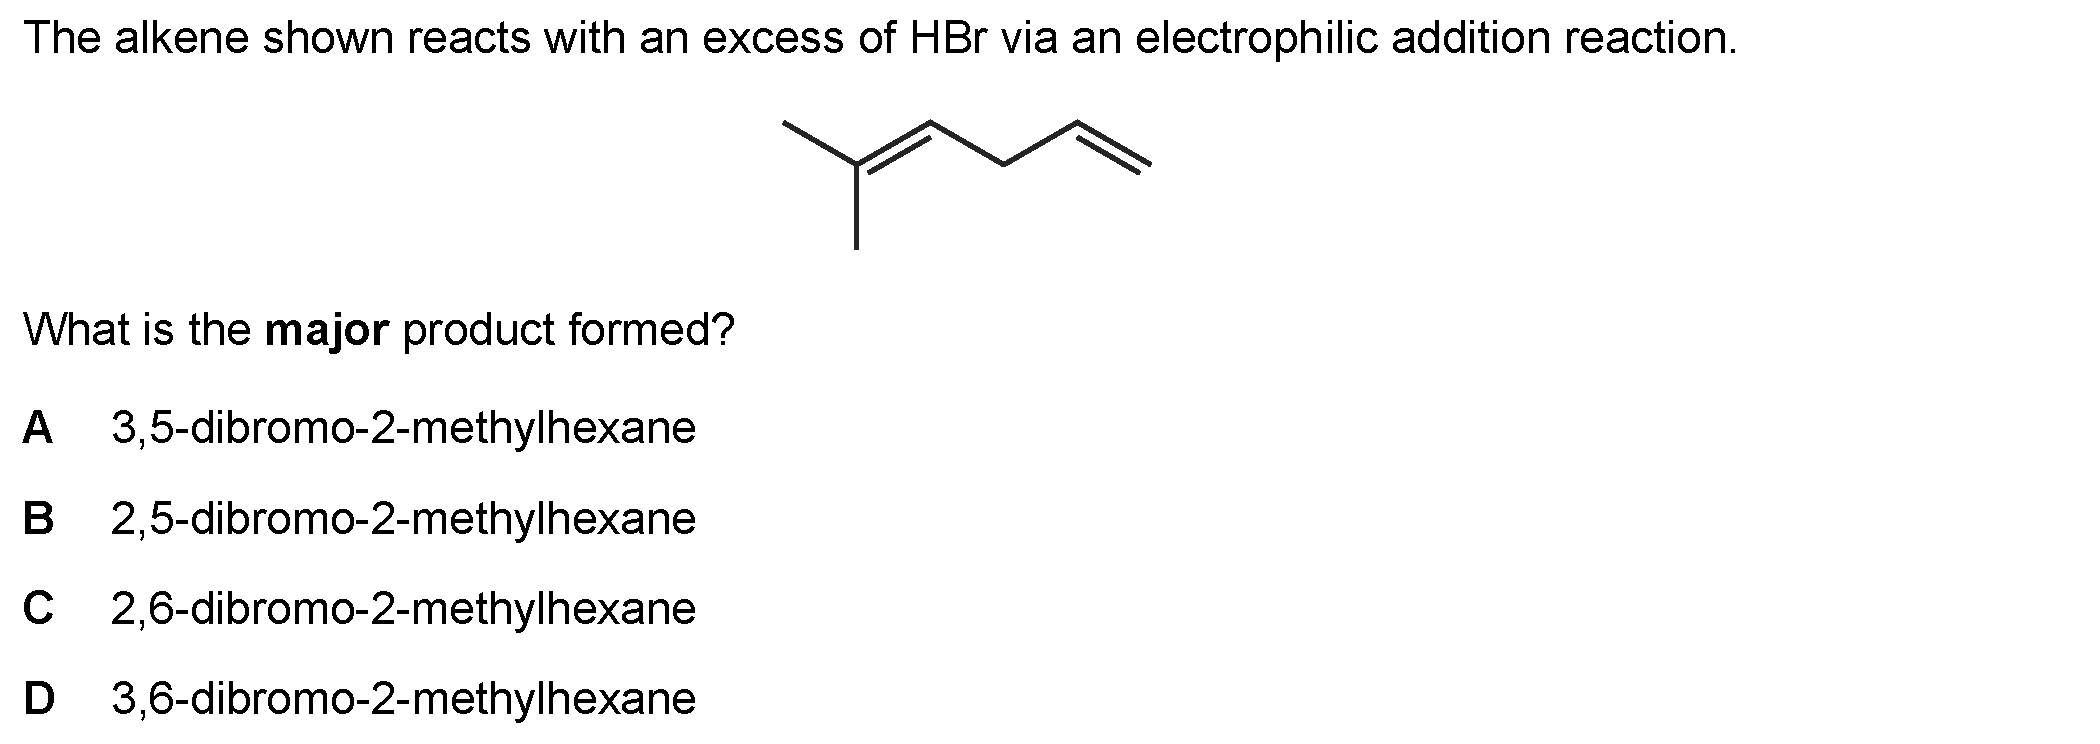 The alkene shown reacts with an excess of HBr via an electrophilic addition reaction.
What is the major product formed?
A 3,5-dibromo-2-methylhexane
B 2,5-dibromo-2-methylhexane
C 2,6-dibromo-2-methylhexane
D 3,6-dibromo-2-methylhexane